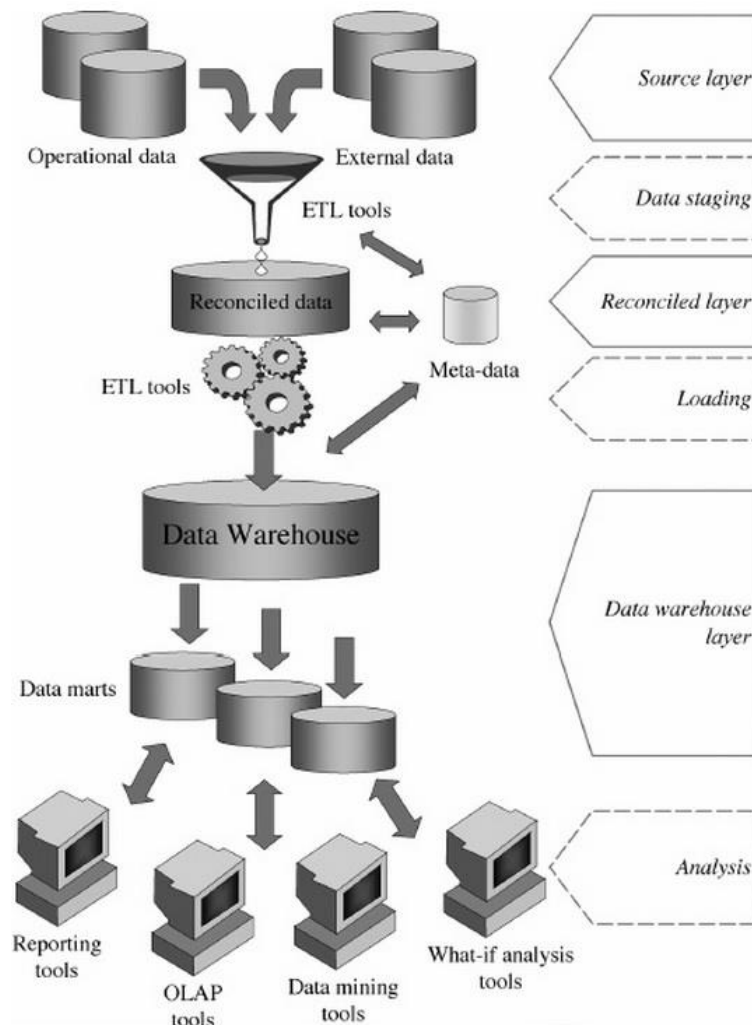 Source layer
Operational data
External data
Data staging
ETL tools
Reconciled data
Reconciled layer
Meta-data
ETL tools
Loading
Data Warehouse
Data warehouse
layer
Data marts
Analysis
Reporting
tools
OLAP
tools
Data mining
tools
What-if analysis
tools